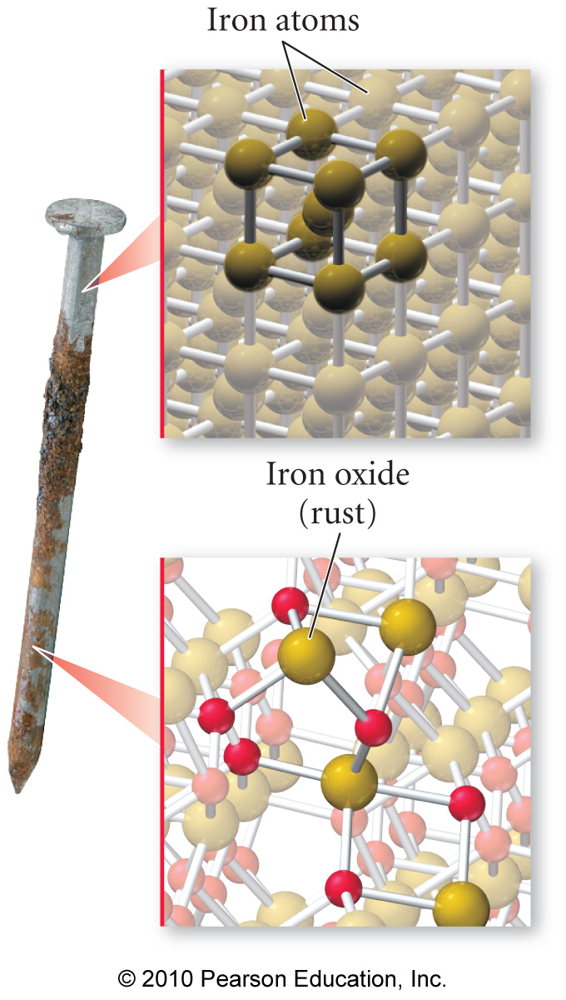 Iron atoms
Iron oxide
(rust)
© 2010 Pearson Education, Inc.